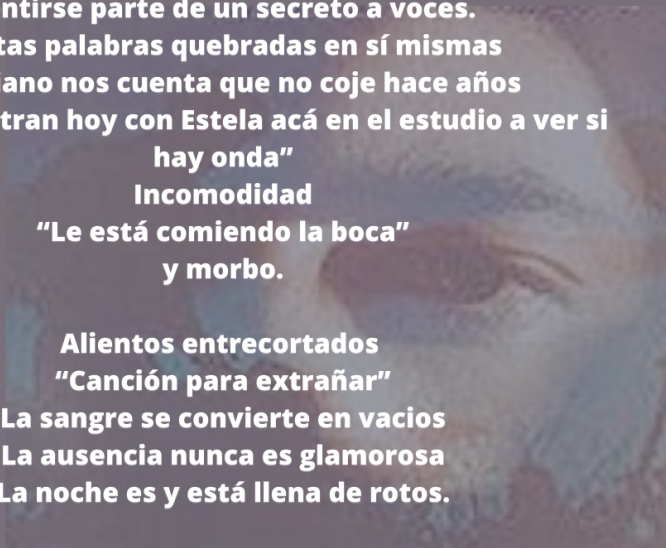 ntirse parte de un secreto a voces.
tas palabras quebradas en sí mismas
iano nos cuenta que no coje hace años
tran hoy con Estela acá en el estudio a ver si
hay onda”
Incomodidad
“Le está comiendo la boca”
y morbo.
Alientos entrecortados
“Canción para extrañar”
La sangre se convierte en vacios
La ausencia nunca es glamorosa
La noche es y está llena de rotos.